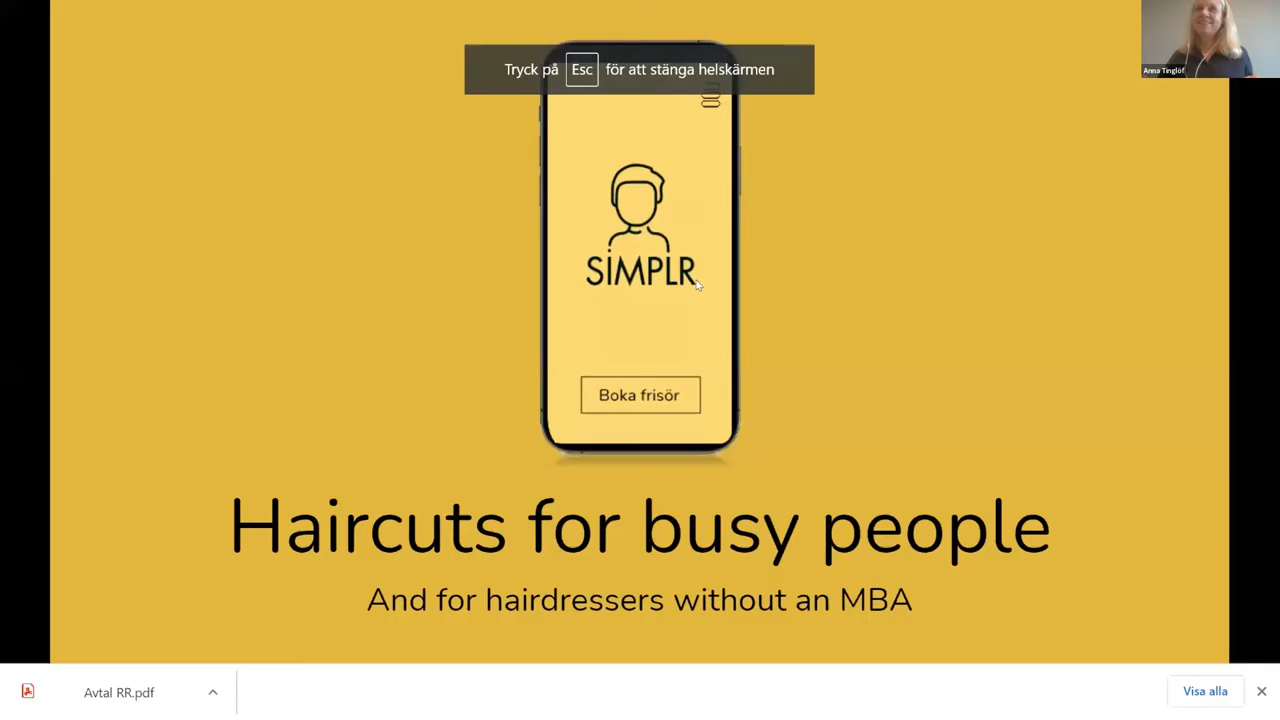 Tryck på Esc för att stänga helskärmen
Anna Tinglöf
SiMPLR
Boka frisör
Haircuts for busy people
And for hairdressers without an MBA
Avtal RR.pdf
Visa alla